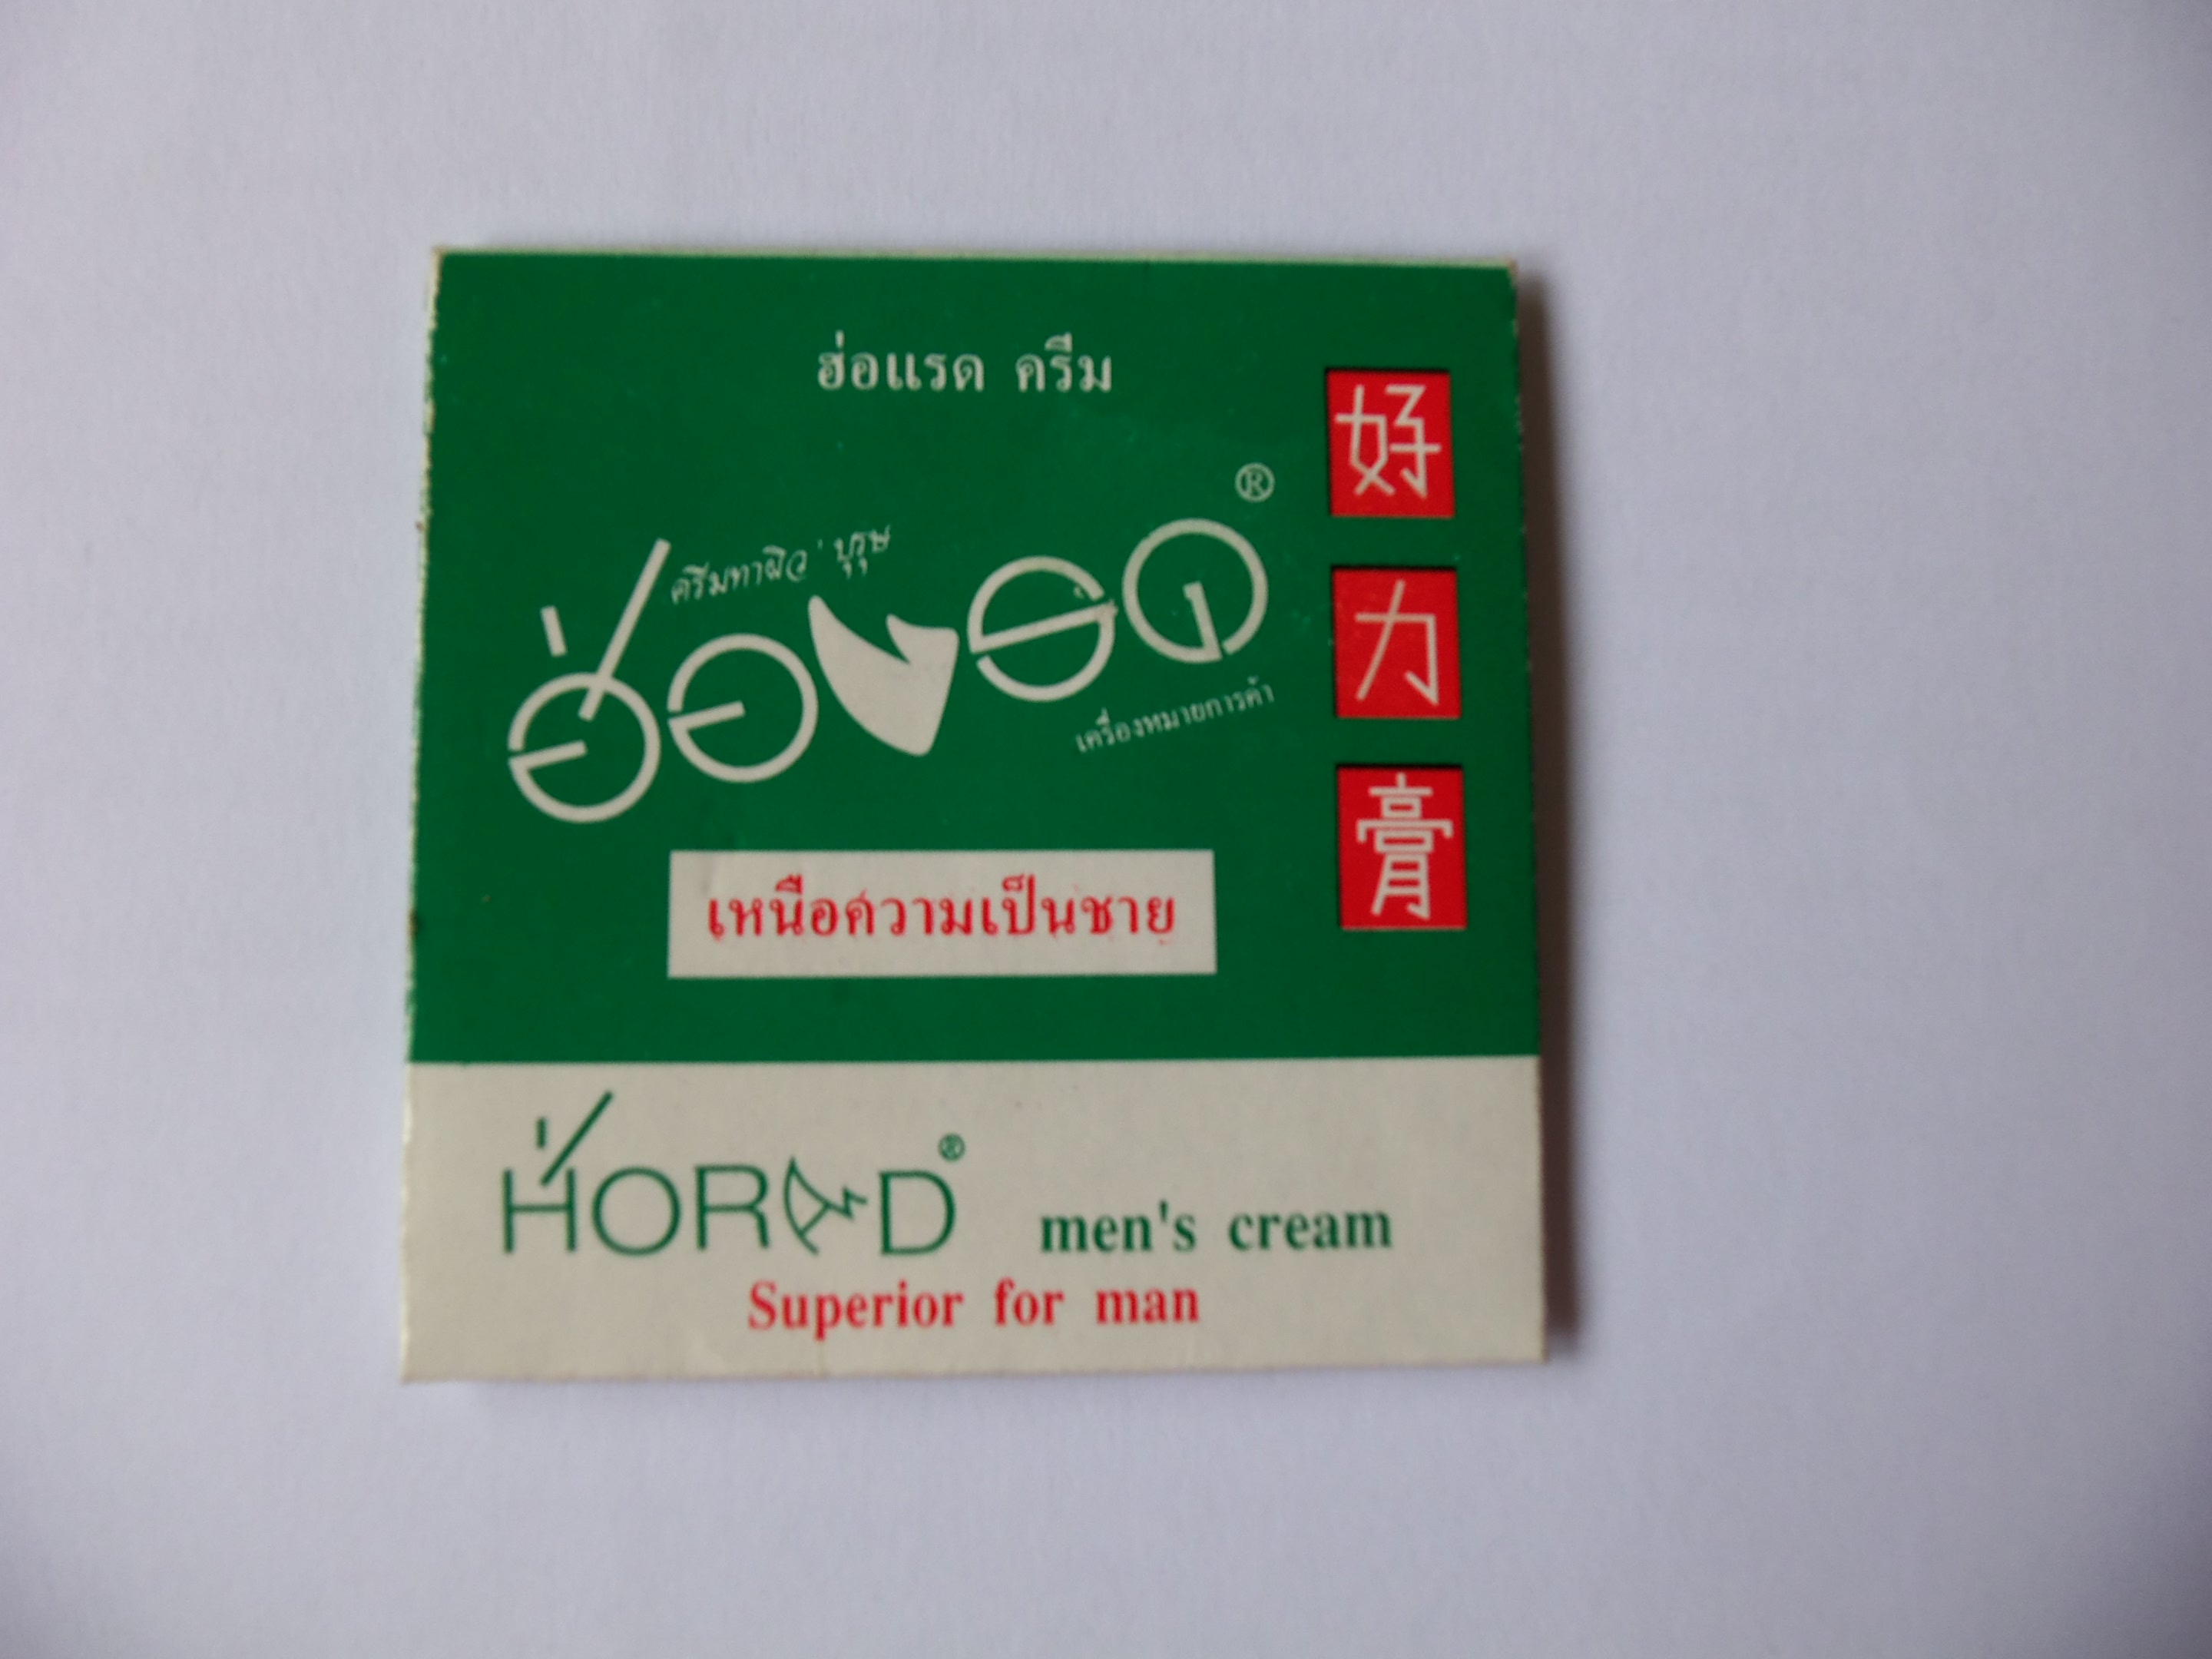 ฮ่อแรด ครีม
®
ครีมทาผิว บุรุษ
ฮ่อแรด
เครื่องหมายการค้า
เหนือความเป็นชาย
好
力
膏
HORAD® men's cream
Superior for man